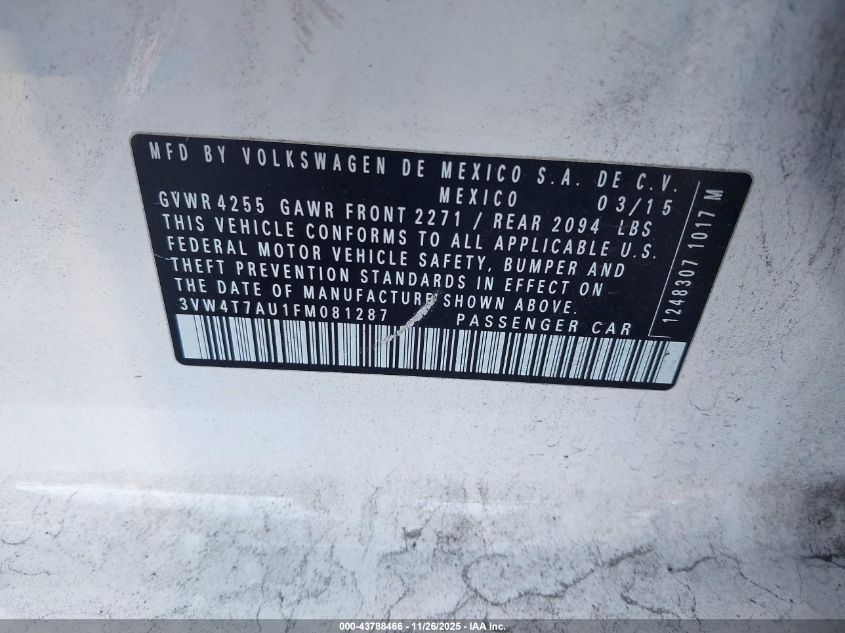 MFD BY VOLKSWAGEN DE MEXICO S.A. DE C.V.
MEXICO 03/15
GVWR 4255 GAWR FRONT 2271 / REAR 2094 LBS
THIS VEHICLE CONFORMS TO ALL APPLICABLE U.S.
FEDERAL MOTOR VEHICLE SAFETY, BUMPER AND
THEFT PREVENTION STANDARDS IN EFFECT ON
THE DATE OF MANUFACTURE SHOWN ABOVE.
3VW4T7AU1FM081287 PASSENGER CAR
1248307 1017 M
000-43788466 - 11/26/2025 - IAA Inc.